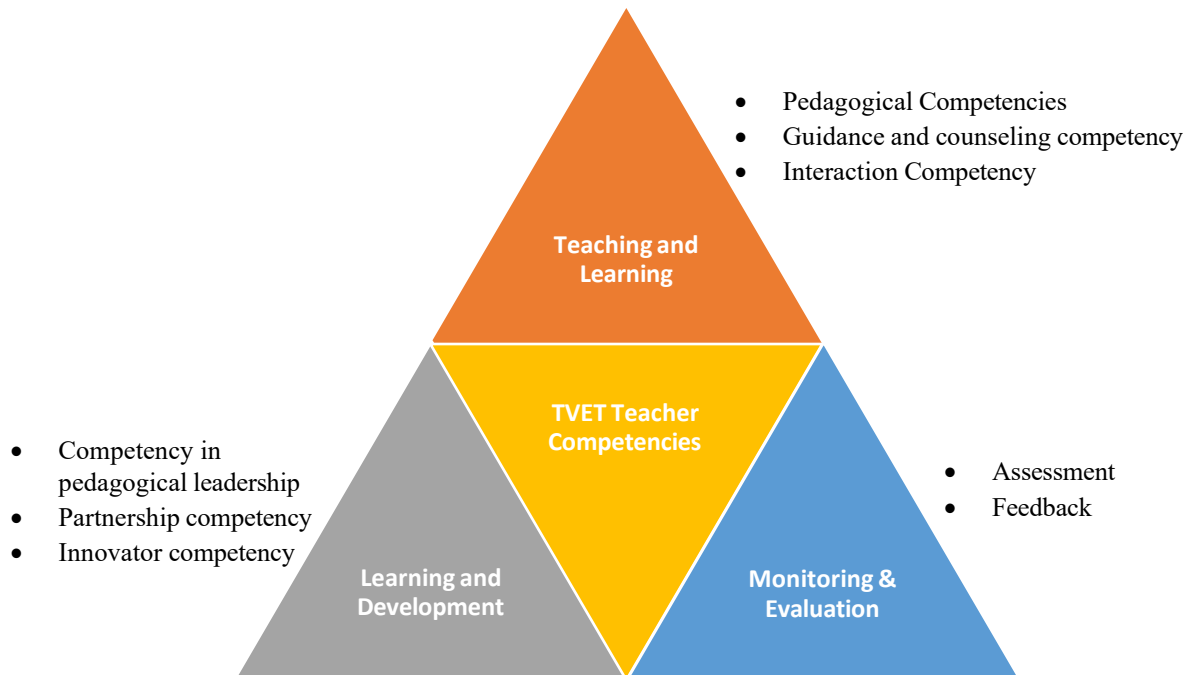 • Pedagogical Competencies
• Guidance and counseling competency
• Interaction Competency
Teaching and
Learning
TVET Teacher
Competencies
• Competency in
pedagogical leadership
• Partnership competency
• Innovator competency
• Assessment
• Feedback
Learning and
Development
Monitoring &
Evaluation